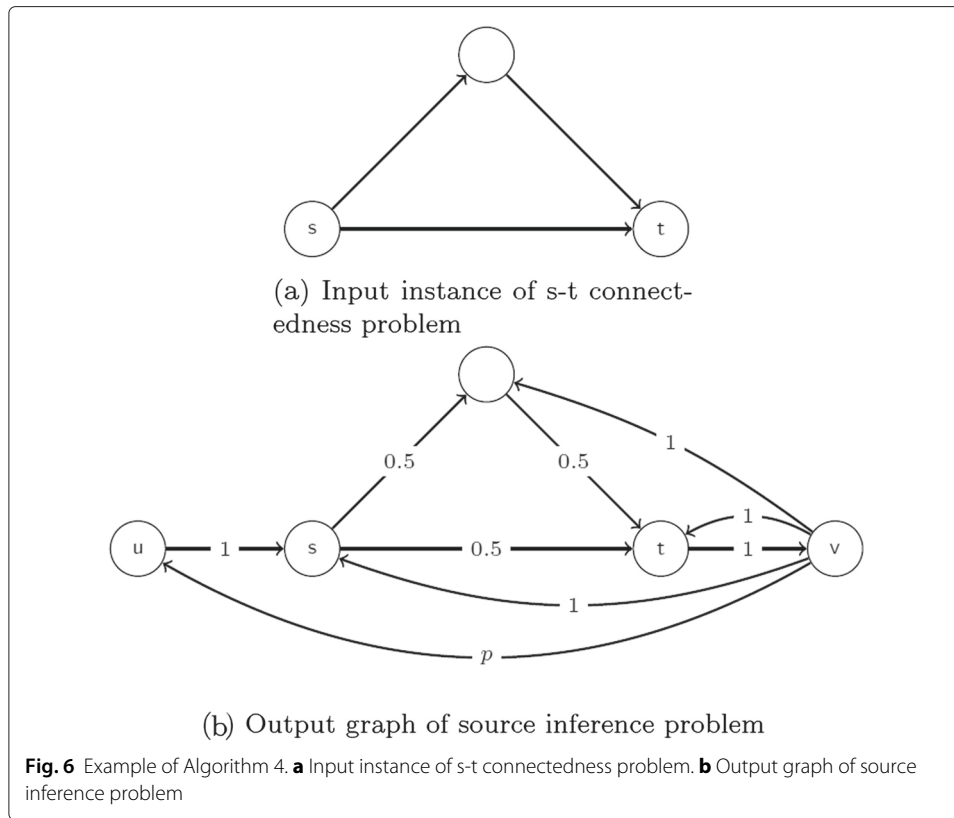 s
t
(a) Input instance of s-t connect-
edness problem
1
0.5
0.5
1
u
1
s
0.5
t
1
v
1
p
(b) Output graph of source inference problem
Fig. 6 Example of Algorithm 4. a Input instance of s-t connectedness problem. b Output graph of source
inference problem